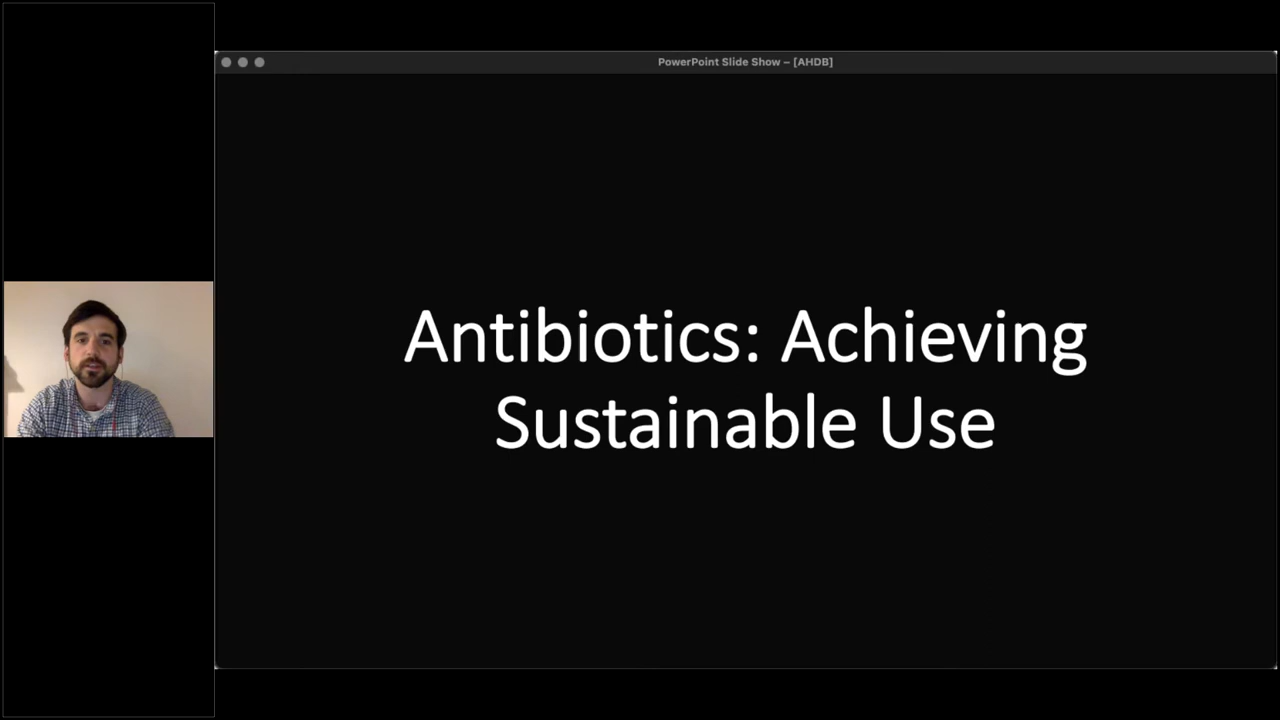 PowerPoint Slide Show – [AHDB]
Antibiotics: Achieving
Sustainable Use